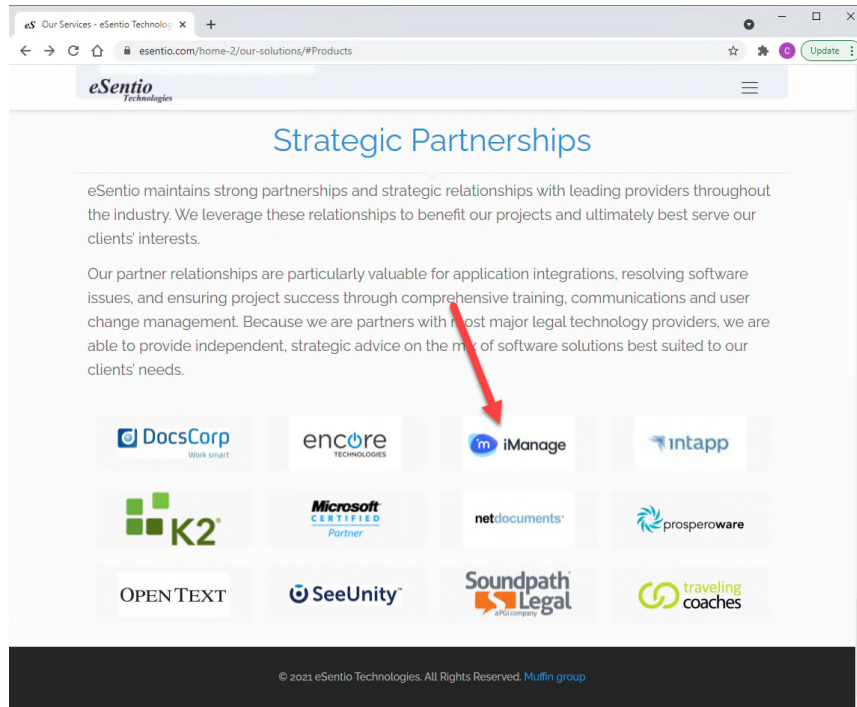 eS Our Services - eSentio Technolog
esentio.com/home-2/our-solutions/#Products
C
Update
eSentio
Technologies
Strategic Partnerships
eSentio maintains strong partnerships and strategic relationships with leading providers throughout
the industry. We leverage these relationships to benefit our projects and ultimately best serve our
clients' interests.
Our partner relationships are particularly valuable for application integrations, resolving software
issues, and ensuring project success through comprehensive training, communications and user
change management. Because we are partners with most major legal technology providers, we are
able to provide independent, strategic advice on the mix of software solutions best suited to our
clients' needs.
DocsCorp
Work smart
encore
TECHNOLOGIES
m iManage
intapp
K2
Microsoft
CERTIFIED
Partner
netdocuments
prosperoware
OPEN TEXT
SeeUnity™
Soundpath
Legal
a PGi company
traveling
coaches
© 2021 eSentio Technologies. All Rights Reserved. Muffin group